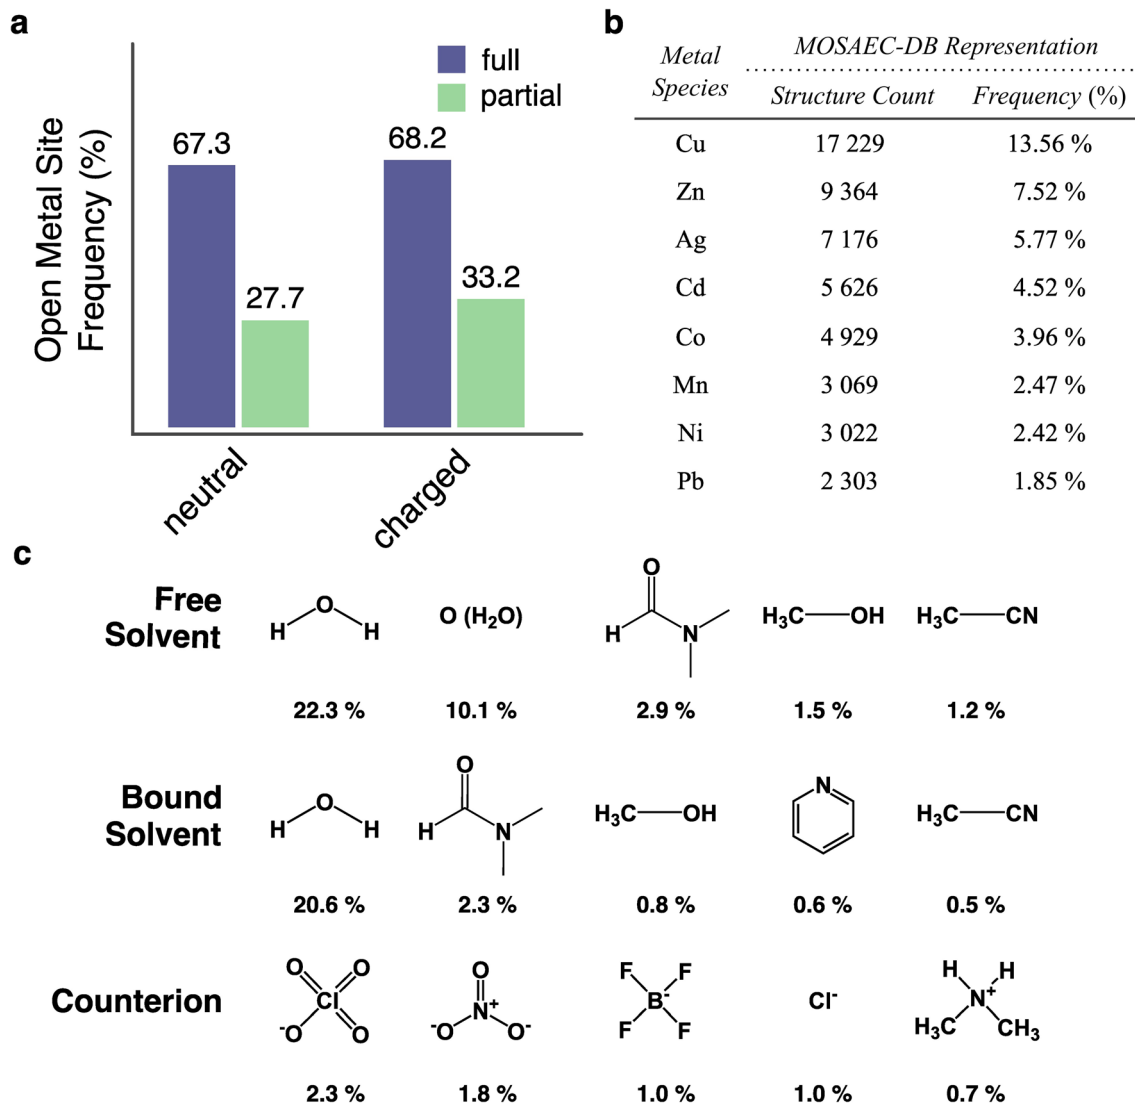 a
Open Metal Site
Frequency (%)
full
partial
67.3
27.7
68.2
33.2
neutral
charged
b
Metal Species
MOSAEC-DB Representation
Structure Count Frequency (%)
Cu 17 229 13.56 %
Zn 9 364 7.52 %
Ag 7 176 5.77 %
Cd 5 626 4.52 %
Co 4 929 3.96 %
Mn 3 069 2.47 %
Ni 3 022 2.42 %
Pb 2 303 1.85 %
c
Free
Solvent
O
H H
O (H₂O)
O
H N
H₃C OH
H₃C CN
22.3 % 10.1 % 2.9 % 1.5 % 1.2 %
Bound
Solvent
O
H H
O
H N
H₃C OH
N
H₃C CN
20.6 % 2.3 % 0.8 % 0.6 % 0.5 %
Counterion
O O
Cl
⁻O O
O
N⁺
⁻O O⁻
F F
B⁻
F F
Cl⁻
H H
N⁺
H₃C CH₃
2.3 % 1.8 % 1.0 % 1.0 % 0.7 %